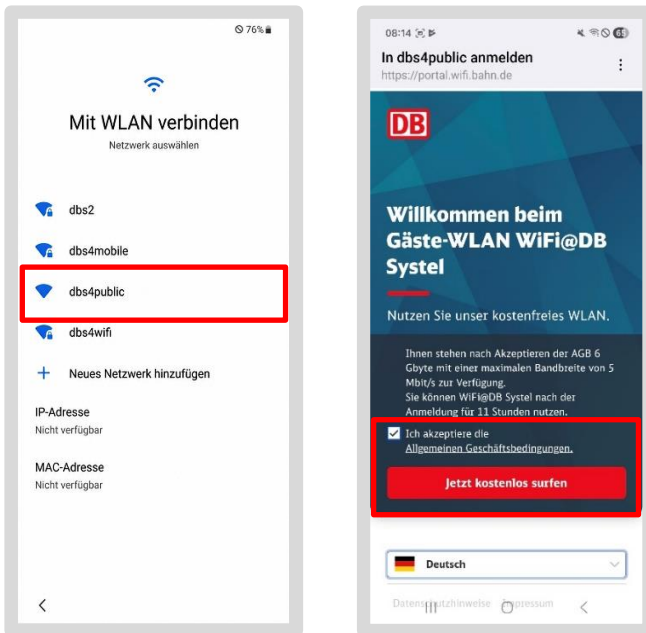 76%
Mit WLAN verbinden
Netzwerk auswählen
dbs2
dbs4mobile
dbs4public
dbs4wifi
Neues Netzwerk hinzufügen
IP-Adresse
Nicht verfügbar
MAC-Adresse
Nicht verfügbar
08:14
In dbs4public anmelden
https://portal.wifi.bahn.de
DB
Willkommen beim
Gäste-WLAN WiFi@DB
Systel
Nutzen Sie unser kostenfreies WLAN.
Ihnen stehen nach Akzeptieren der AGB 6
Gbyte mit einer maximalen Bandbreite von 5
Mbit/s zur Verfügung.
Sie können WiFi@DB Systel nach der
Anmeldung für 11 Stunden nutzen.
Ich akzeptiere die
Allgemeinen Geschäftsbedingungen.
Jetzt kostenlos surfen
Deutsch
Datenschutzhinweise Impressum